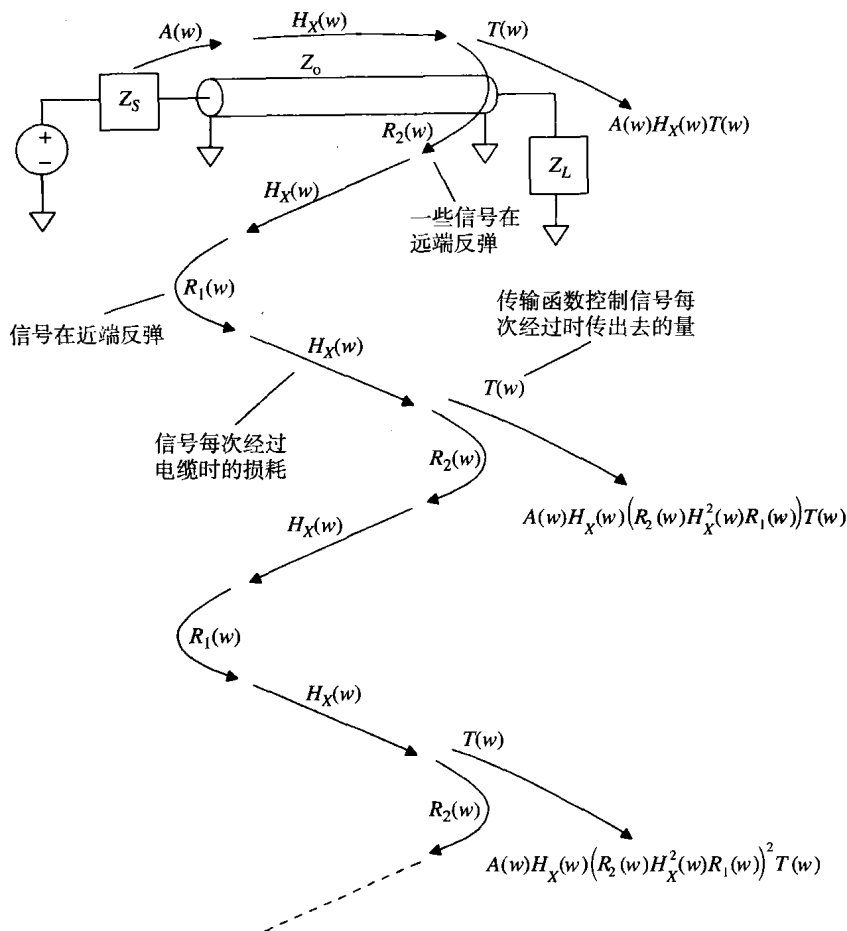 A(w)
H_X(w)
T(w)
Z_o
Z_S
+
−
R_2(w)
A(w)H_X(w)T(w)
Z_L
H_X(w)
一些信号在
远端反弹
R_1(w)
信号在近端反弹
传输函数控制信号每
次经过时传出去的量
H_X(w)
T(w)
信号每次经过
电缆时的损耗
R_2(w)
A(w)H_X(w)(R_2(w)H_X^2(w)R_1(w))T(w)
H_X(w)
R_1(w)
H_X(w)
T(w)
R_2(w)
A(w)H_X(w)(R_2(w)H_X^2(w)R_1(w))^2T(w)